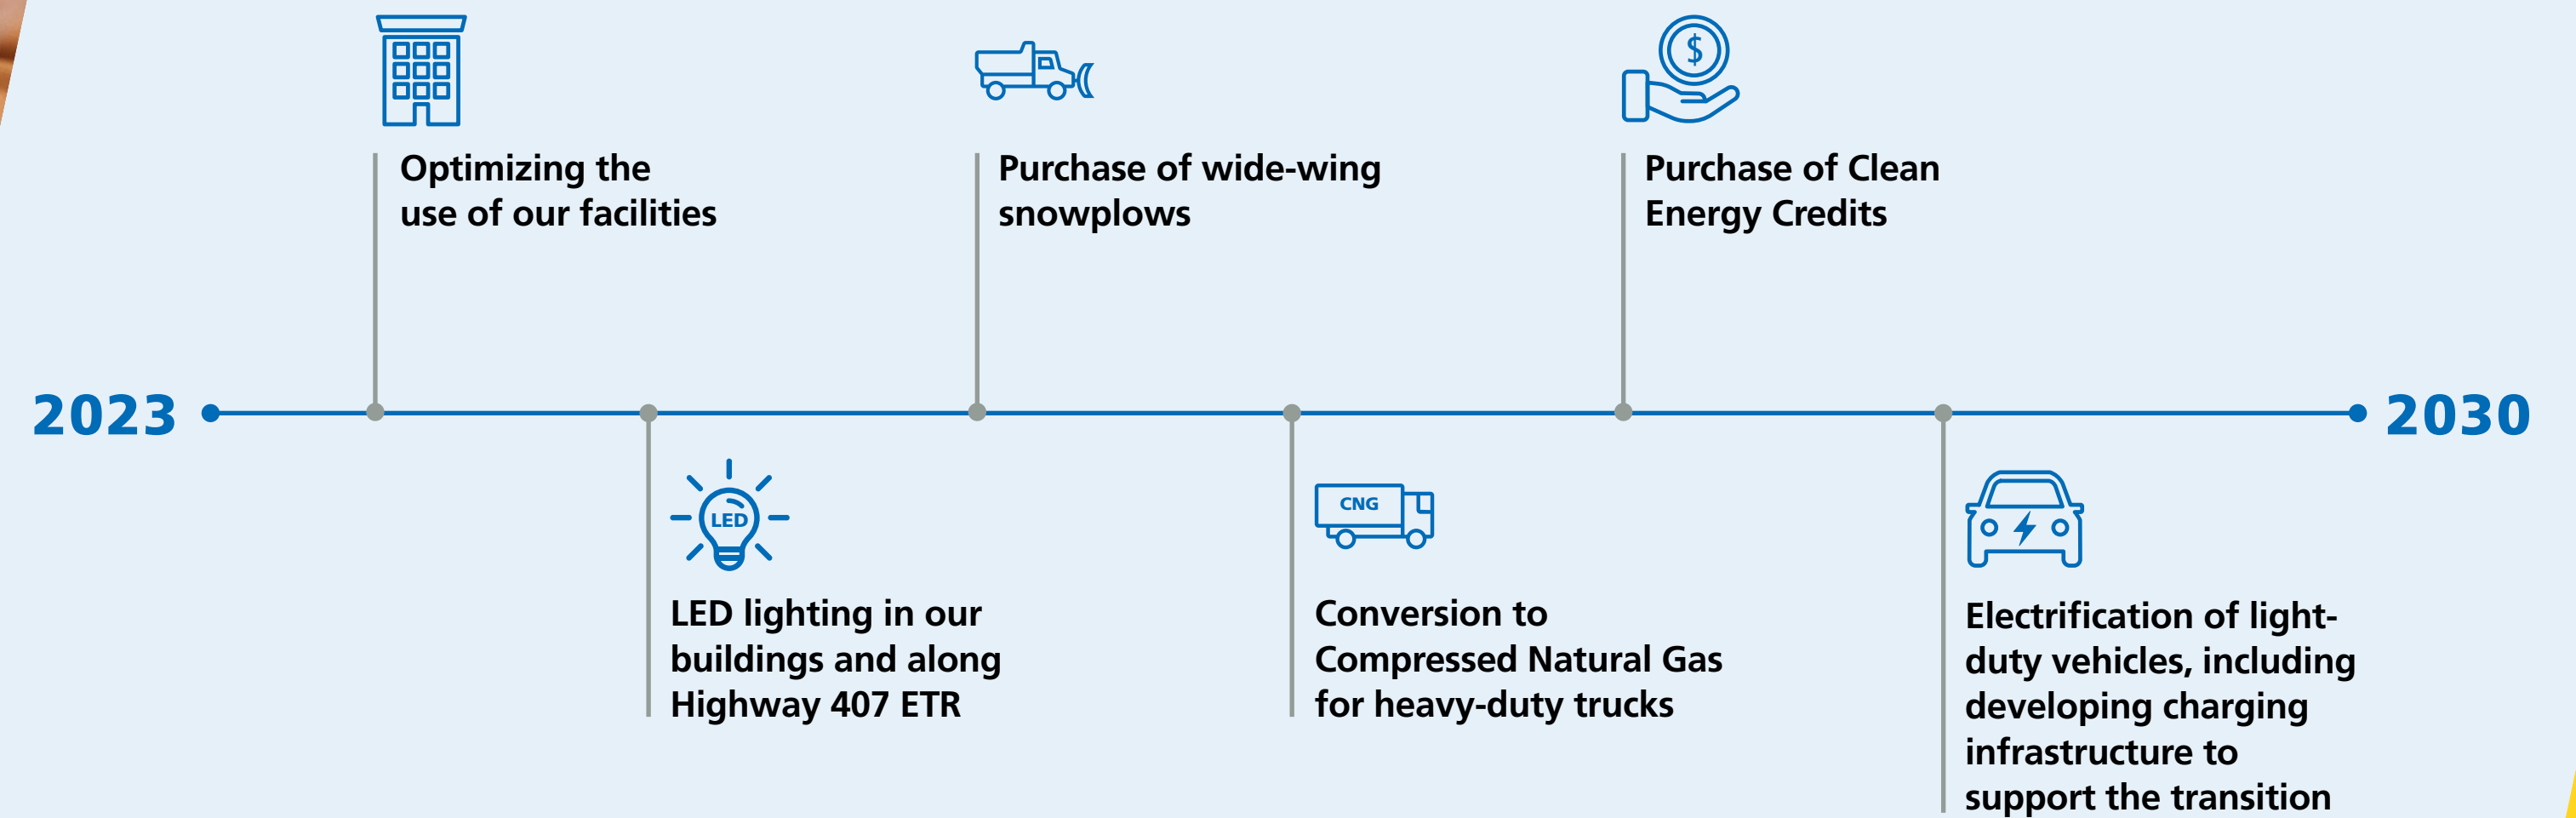 $
Optimizing the
use of our facilities
Purchase of wide-wing
snowplows
Purchase of Clean
Energy Credits
2023
2030
LED
LED lighting in our
buildings and along
Highway 407 ETR
CNG
Conversion to
Compressed Natural Gas
for heavy-duty trucks
Electrification of light-
duty vehicles, including
developing charging
infrastructure to
support the transition